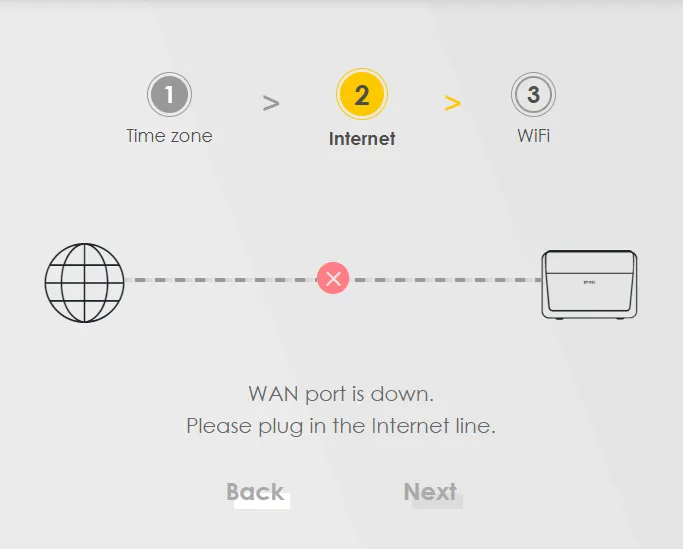 1 > 2 > 3
Time zone Internet WiFi
ZYXEL
WAN port is down.
Please plug in the Internet line.
Back Next